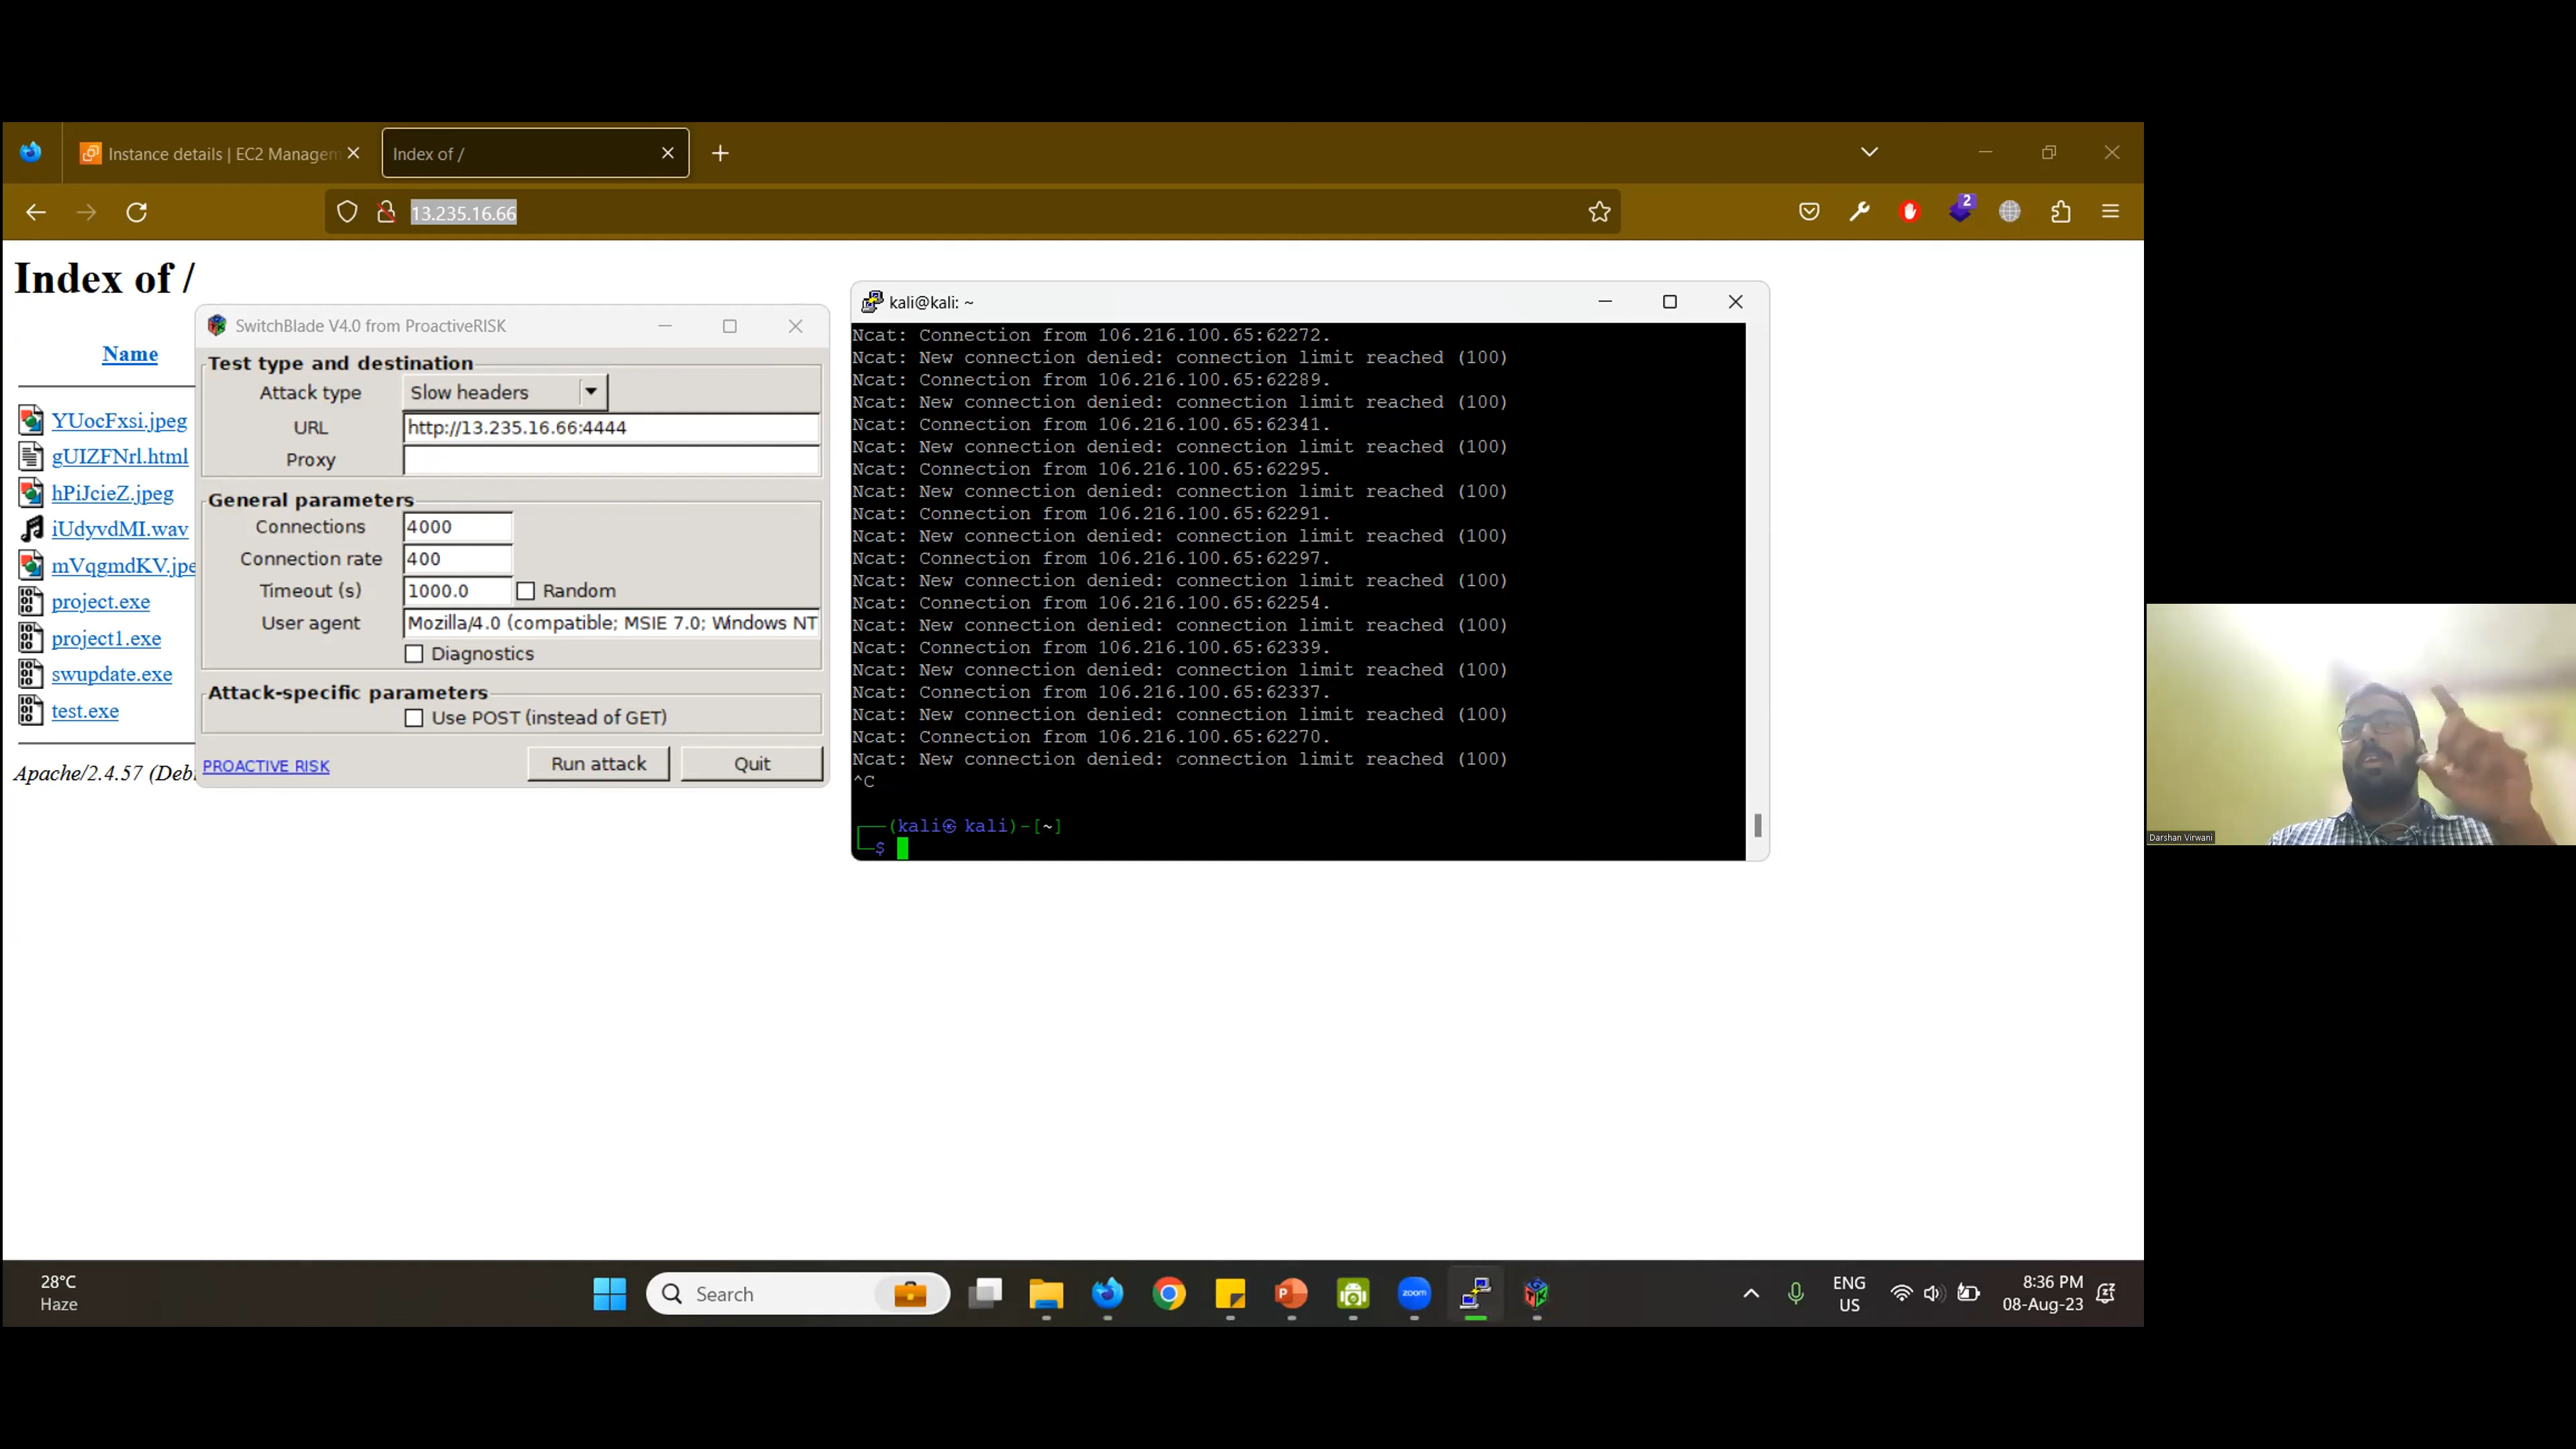 Instance details | EC2 Managem
Index of /
13.235.16.66
2
Index of /
Name
YUocFxsi.jpeg
gUIZFNrl.html
hPiJcieZ.jpeg
iUdyvdMI.wav
mVqgmdKV.jpe
project.exe
project1.exe
swupdate.exe
test.exe
Apache/2.4.57 (Deb
SwitchBlade V4.0 from ProactiveRISK
Test type and destination
Attack type Slow headers
URL http://13.235.16.66:4444
Proxy
General parameters
Connections 4000
Connection rate 400
Timeout (s) 1000.0 Random
User agent Mozilla/4.0 (compatible; MSIE 7.0; Windows NT
Diagnostics
Attack-specific parameters
Use POST (instead of GET)
PROACTIVE RISK Run attack Quit
kali@kali: ~
Ncat: Connection from 106.216.100.65:62272.
Ncat: New connection denied: connection limit reached (100)
Ncat: Connection from 106.216.100.65:62289.
Ncat: New connection denied: connection limit reached (100)
Ncat: Connection from 106.216.100.65:62341.
Ncat: New connection denied: connection limit reached (100)
Ncat: Connection from 106.216.100.65:62295.
Ncat: New connection denied: connection limit reached (100)
Ncat: Connection from 106.216.100.65:62291.
Ncat: New connection denied: connection limit reached (100)
Ncat: Connection from 106.216.100.65:62297.
Ncat: New connection denied: connection limit reached (100)
Ncat: Connection from 106.216.100.65:62254.
Ncat: New connection denied: connection limit reached (100)
Ncat: Connection from 106.216.100.65:62339.
Ncat: New connection denied: connection limit reached (100)
Ncat: Connection from 106.216.100.65:62337.
Ncat: New connection denied: connection limit reached (100)
Ncat: Connection from 106.216.100.65:62270.
Ncat: New connection denied: connection limit reached (100)
^C
┌──(kali㉿ kali)-[~]
└─$
Darshan Virwani
28°C
Haze
Search
zoom
ENG
US
8:36 PM
08-Aug-23